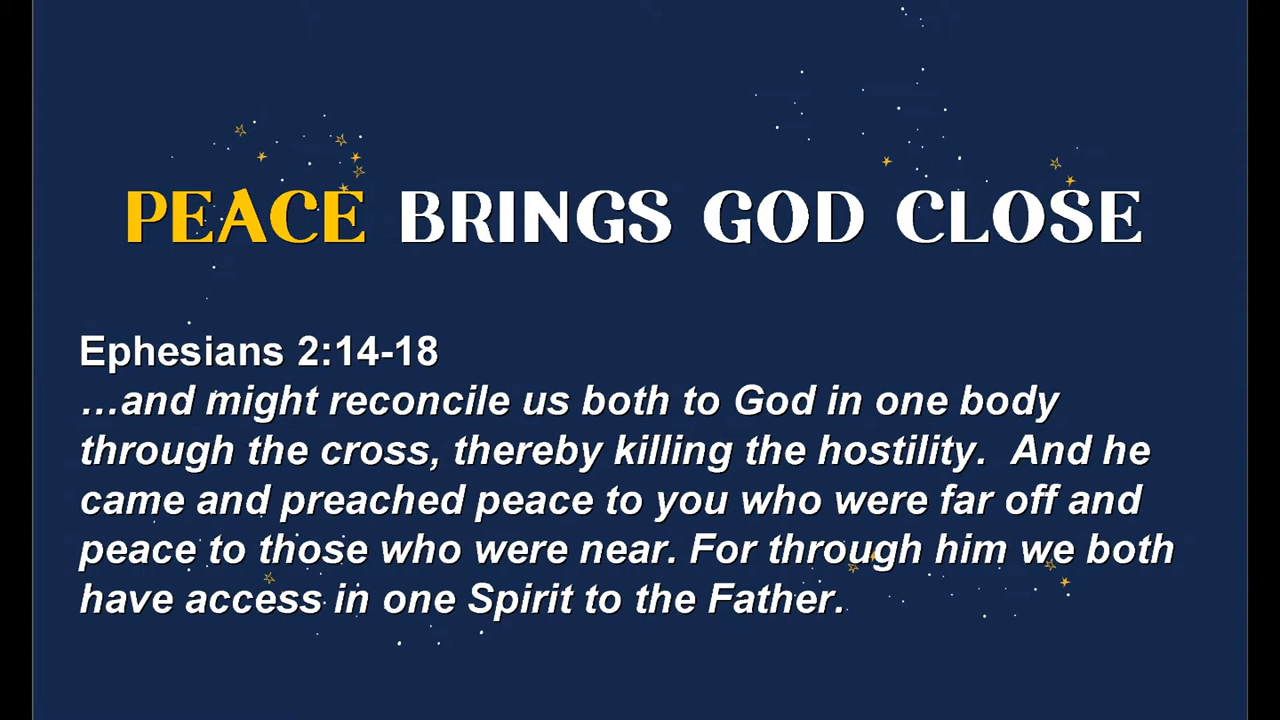 PEACE BRINGS GOD CLOSE
Ephesians 2:14-18
…and might reconcile us both to God in one body
through the cross, thereby killing the hostility.  And he
came and preached peace to you who were far off and
peace to those who were near. For through him we both
have access in one Spirit to the Father.